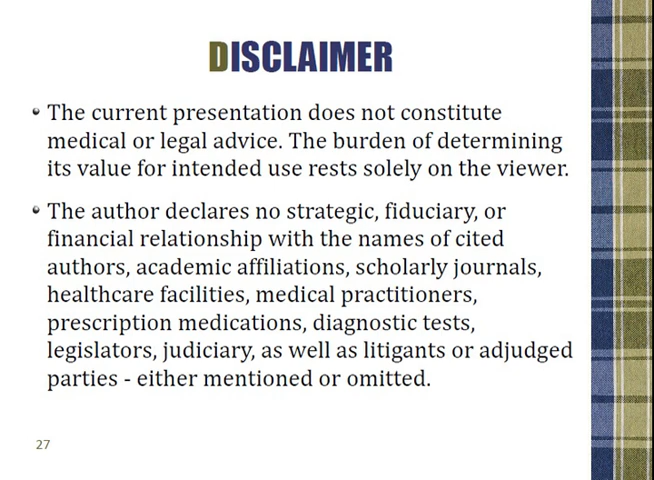 DISCLAIMER
• The current presentation does not constitute
medical or legal advice. The burden of determining
its value for intended use rests solely on the viewer.
• The author declares no strategic, fiduciary, or
financial relationship with the names of cited
authors, academic affiliations, scholarly journals,
healthcare facilities, medical practitioners,
prescription medications, diagnostic tests,
legislators, judiciary, as well as litigants or adjudged
parties - either mentioned or omitted.
27